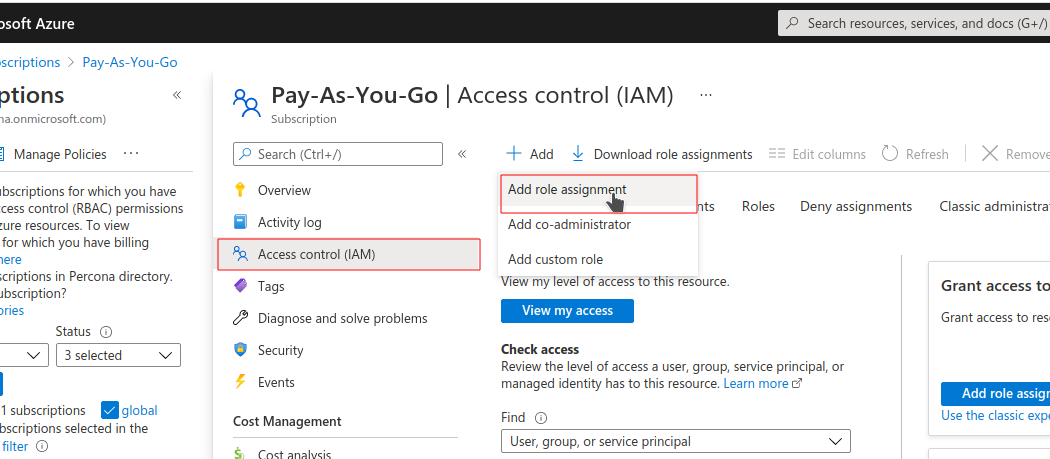 Microsoft Azure
Search resources, services, and docs (G+/)
Subscriptions > Pay-As-You-Go
ptions
«
na.onmicrosoft.com)
Manage Policies ···
ubscriptions for which you have
ccess control (RBAC) permissions
zure resources. To view
for which you have billing
here
bscriptions in Percona directory.
ubscription?
ories
Status
3 selected
1 subscriptions
global
bscriptions selected in the
filter
Pay-As-You-Go | Access control (IAM) ···
Subscription
Search (Ctrl+/)
«
Overview
Activity log
Access control (IAM)
Tags
Diagnose and solve problems
Security
Events
Cost Management
Cost analysis
+ Add
Download role assignments
Edit columns
Refresh
Remove
Add role assignment
Add co-administrator
Add custom role
nts
Roles
Deny assignments
Classic administra
View my level of access to this resource.
View my access
Check access
Review the level of access a user, group, service principal, or
managed identity has to this resource. Learn more
Find
User, group, or service principal
Grant access to
Grant access to reso
Add role assign
Use the classic expe